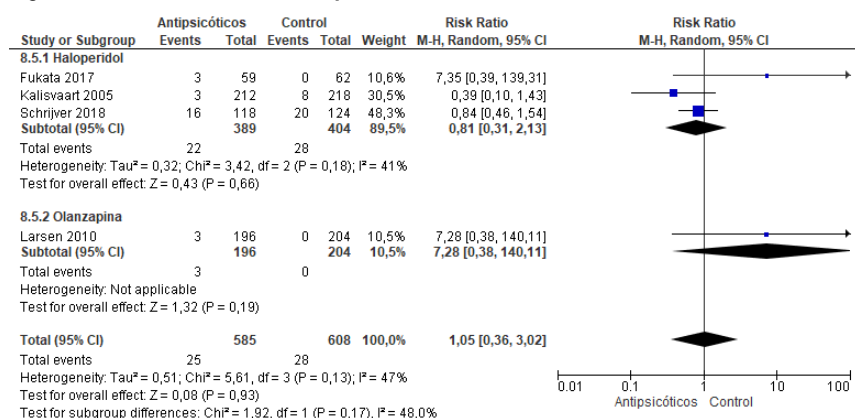 Antipsicóticos Control Risk Ratio Risk Ratio
Study or Subgroup Events Total Events Total Weight M-H, Random, 95% CI M-H, Random, 95% CI
8.5.1 Haloperidol
Fukata 2017 3 59 0 62 10,6% 7,35 [0,39, 139,31]
Kalisvaart 2005 3 212 8 218 30,5% 0,39 [0,10, 1,43]
Schrijver 2018 16 118 20 124 48,3% 0,84 [0,46, 1,54]
Subtotal (95% CI) 389 404 89,5% 0,81 [0,31, 2,13]
Total events 22 28
Heterogeneity: Tau² = 0,32; Chi² = 3,42, df = 2 (P = 0,18); I² = 41%
Test for overall effect: Z = 0,43 (P = 0,66)
8.5.2 Olanzapina
Larsen 2010 3 196 0 204 10,5% 7,28 [0,38, 140,11]
Subtotal (95% CI) 196 204 10,5% 7,28 [0,38, 140,11]
Total events 3 0
Heterogeneity: Not applicable
Test for overall effect: Z = 1,32 (P = 0,19)
Total (95% CI) 585 608 100,0% 1,05 [0,36, 3,02]
Total events 25 28
Heterogeneity: Tau² = 0,51; Chi² = 5,61, df = 3 (P = 0,13); I² = 47%
Test for overall effect: Z = 0,08 (P = 0,93)
Test for subgroup differences: Chi² = 1,92, df = 1 (P = 0,17), I² = 48,0%
0.01 0.1 1 10 100
Antipsicóticos Control